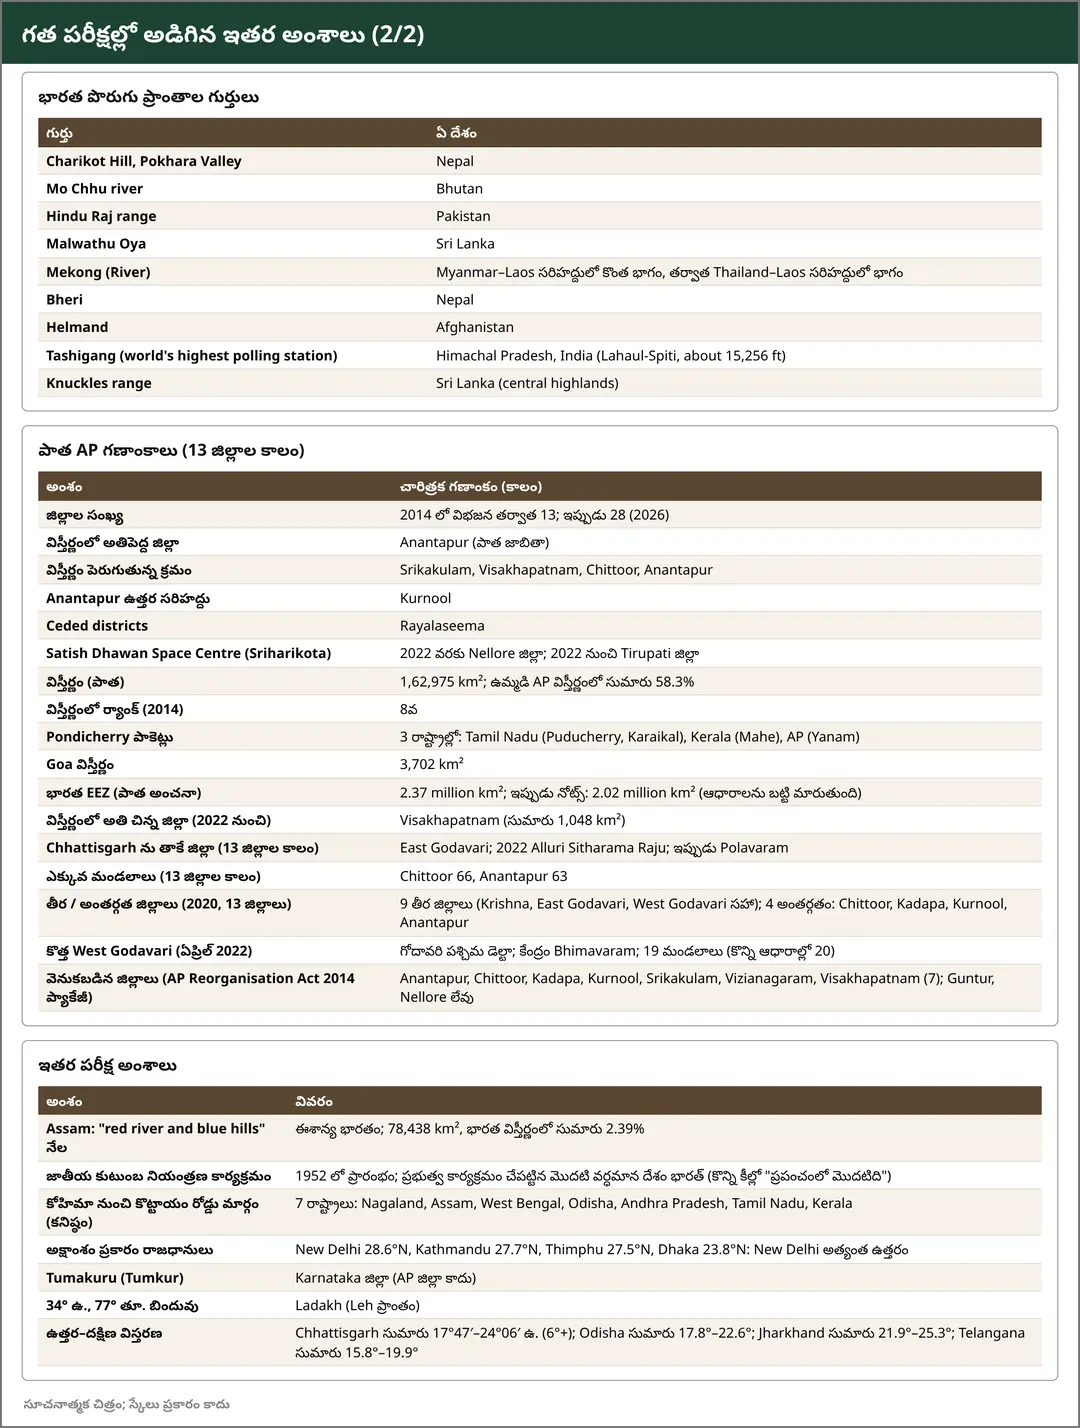 గత పరీక్షల్లో అడిగిన ఇతర అంశాలు (2/2)
భారత పొరుగు ప్రాంతాల గుర్తులు
గుర్తు ఏ దేశం
Charikot Hill, Pokhara Valley Nepal
Mo Chhu river Bhutan
Hindu Raj range Pakistan
Malwathu Oya Sri Lanka
Mekong (River) Myanmar–Laos సరిహద్దులో కొంత భాగం, తర్వాత Thailand–Laos సరిహద్దులో భాగం
Bheri Nepal
Helmand Afghanistan
Tashigang (world's highest polling station) Himachal Pradesh, India (Lahaul-Spiti, about 15,256 ft)
Knuckles range Sri Lanka (central highlands)
పాత AP గణాంకాలు (13 జిల్లాల కాలం)
అంశం చారిత్రక గణాంకం (కాలం)
జిల్లాల సంఖ్య 2014 లో విభజన తర్వాత 13; ఇప్పుడు 28 (2026)
విస్తీర్ణంలో అతిపెద్ద జిల్లా Anantapur (పాత జాబితా)
విస్తీర్ణం పెరుగుతున్న క్రమం Srikakulam, Visakhapatnam, Chittoor, Anantapur
Anantapur ఉత్తర సరిహద్దు Kurnool
Ceded districts Rayalaseema
Satish Dhawan Space Centre (Sriharikota) 2022 వరకు Nellore జిల్లా; 2022 నుంచి Tirupati జిల్లా
విస్తీర్ణం (పాత) 1,62,975 km²; ఉమ్మడి AP విస్తీర్ణంలో సుమారు 58.3%
విస్తీర్ణంలో ర్యాంక్ (2014) 8వ
Pondicherry పాకెట్లు 3 రాష్ట్రాల్లో: Tamil Nadu (Puducherry, Karaikal), Kerala (Mahe), AP (Yanam)
Goa విస్తీర్ణం 3,702 km²
భారత EEZ (పాత అంచనా) 2.37 million km²; ఇప్పుడు నోట్స్: 2.02 million km² (ఆధారాలను బట్టి మారుతుంది)
విస్తీర్ణంలో అతి చిన్న జిల్లా (2022 నుంచి) Visakhapatnam (సుమారు 1,048 km²)
Chhattisgarh ను తాకే జిల్లా (13 జిల్లాల కాలం) East Godavari; 2022 Alluri Sitharama Raju; ఇప్పుడు Polavaram
ఎక్కువ మండలాలు (13 జిల్లాల కాలం) Chittoor 66, Anantapur 63
తీర / అంతర్గత జిల్లాలు (2020, 13 జిల్లాలు) 9 తీర జిల్లాలు (Krishna, East Godavari, West Godavari సహా); 4 అంతర్గతం: Chittoor, Kadapa, Kurnool,
Anantapur
కొత్త West Godavari (ఏప్రిల్ 2022) గోదావరి పశ్చిమ డెల్టా; కేంద్రం Bhimavaram; 19 మండలాలు (కొన్ని ఆధారాల్లో 20)
వెనుకబడిన జిల్లాలు (AP Reorganisation Act 2014 Anantapur, Chittoor, Kadapa, Kurnool, Srikakulam, Vizianagaram, Visakhapatnam (7); Guntur,
ప్యాకేజీ) Nellore లేవు
ఇతర పరీక్ష అంశాలు
అంశం వివరం
Assam: "red river and blue hills" ఈశాన్య భారతం; 78,438 km², భారత విస్తీర్ణంలో సుమారు 2.39%
నేల
జాతీయ కుటుంబ నియంత్రణ కార్యక్రమం 1952 లో ప్రారంభం; ప్రభుత్వ కార్యక్రమం చేపట్టిన మొదటి వర్ధమాన దేశం భారత్ (కొన్ని కీల్లో "ప్రపంచంలో మొదటిది")
కోహిమా నుంచి కొట్టాయం రోడ్డు మార్గం 7 రాష్ట్రాలు: Nagaland, Assam, West Bengal, Odisha, Andhra Pradesh, Tamil Nadu, Kerala
(కనిష్ఠం)
అక్షాంశం ప్రకారం రాజధానులు New Delhi 28.6°N, Kathmandu 27.7°N, Thimphu 27.5°N, Dhaka 23.8°N: New Delhi అత్యంత ఉత్తరం
Tumakuru (Tumkur) Karnataka జిల్లా (AP జిల్లా కాదు)
34° ఉ., 77° తూ. బిందువు Ladakh (Leh ప్రాంతం)
ఉత్తర–దక్షిణ విస్తరణ Chhattisgarh సుమారు 17°47′–24°06′ ఉ. (6°+); Odisha సుమారు 17.8°–22.6°; Jharkhand సుమారు 21.9°–25.3°; Telangana
సుమారు 15.8°–19.9°
సూచనాత్మక చిత్రం; స్కేలు ప్రకారం కాదు